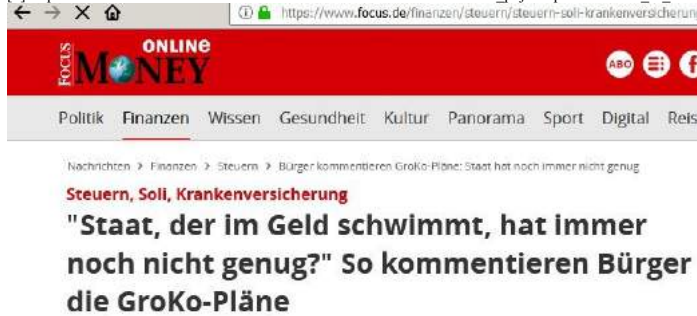 https://www.focus.de/finanzen/steuern/steuern-soli-krankenversicherun
FOCUS ONLINE
MONEY
ABO
Politik Finanzen Wissen Gesundheit Kultur Panorama Sport Digital Reis
Nachrichten > Finanzen > Steuern > Bürger kommentieren GroKo-Pläne: Staat hat noch immer nicht genug
Steuern, Soli, Krankenversicherung
"Staat, der im Geld schwimmt, hat immer
noch nicht genug?" So kommentieren Bürger
die GroKo-Pläne